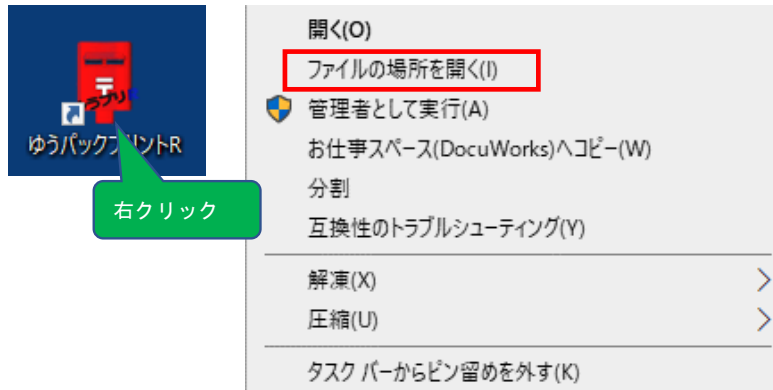 ゆうパックプリントR
右クリック
開く(O)
ファイルの場所を開く(I)
管理者として実行(A)
お仕事スペース(DocuWorks)へコピー(W)
分割
互換性のトラブルシューティング(Y)
解凍(X)
圧縮(U)
タスク バーからピン留めを外す(K)